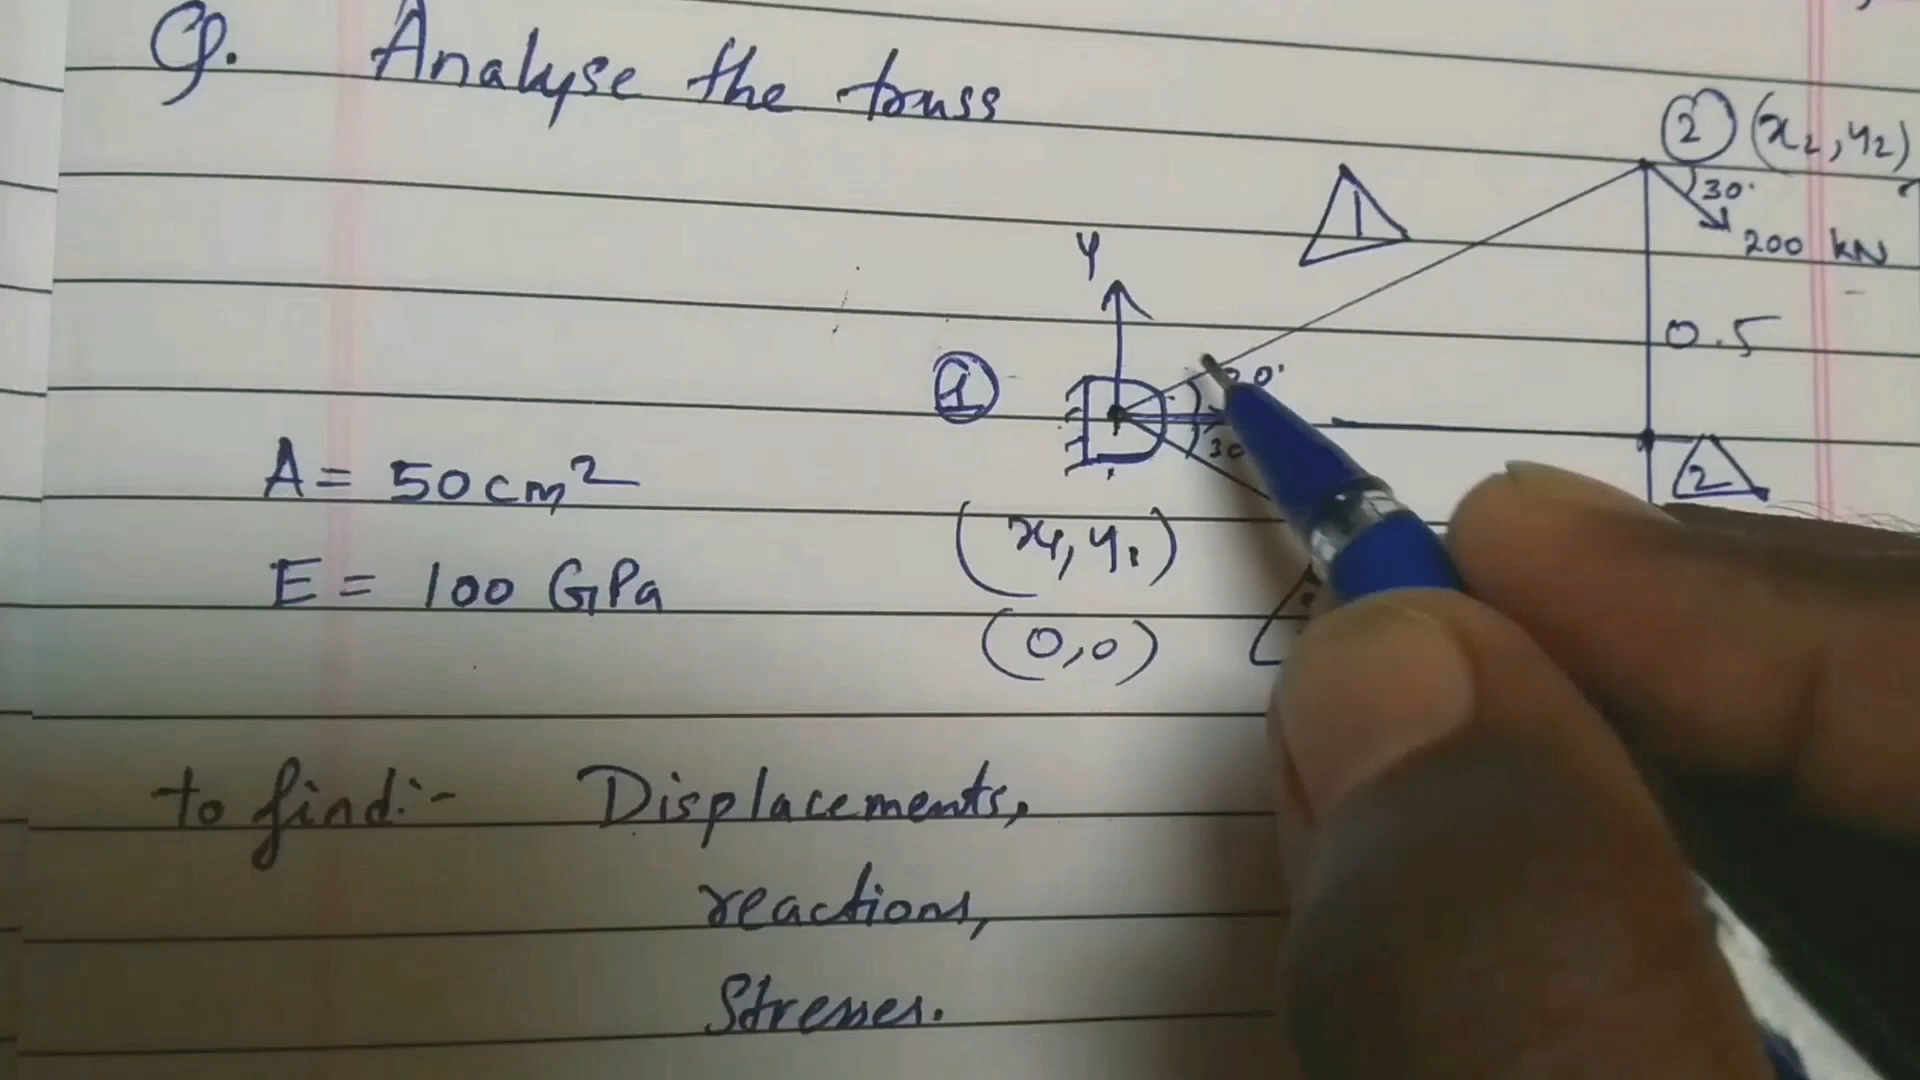 Q. Analyse the truss
2 (x2, y2)
1
30°
200 kN
Y
0.5
1
30
2
A = 50 cm²
(x1, y1)
E = 100 GPa
(0,0)
to find:- Displacements,
reactions,
Stresses.